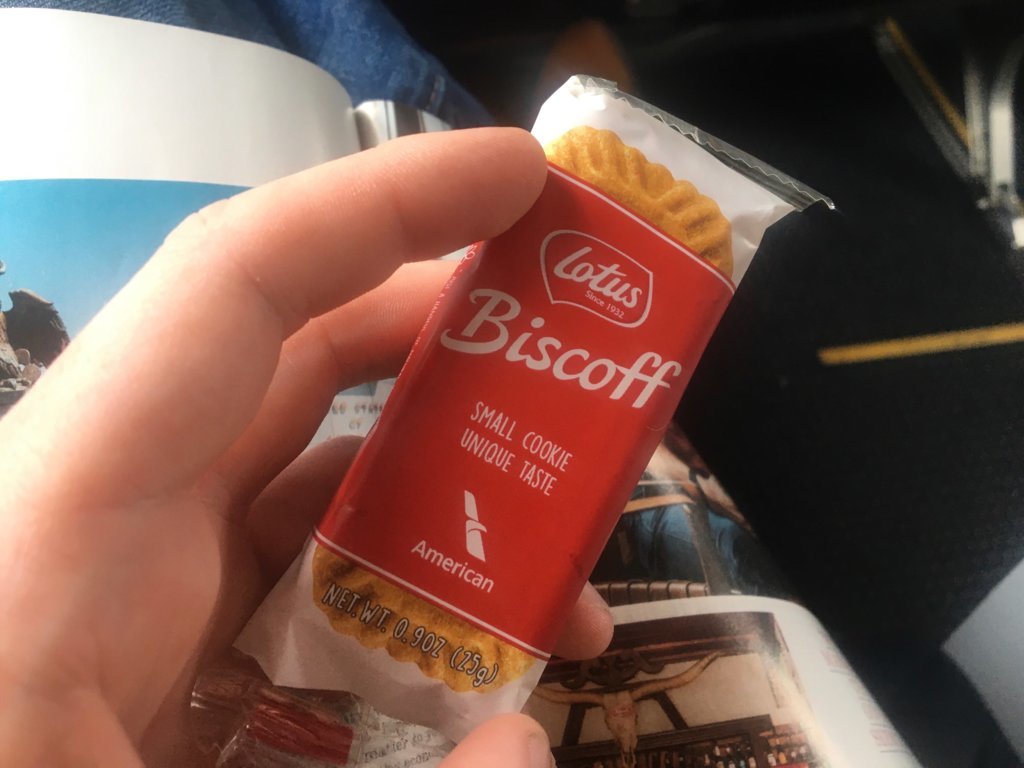 Lotus
Since 1932
Biscoff
SMALL COOKIE
UNIQUE TASTE
American
NET.WT. 0.9OZ (25g)